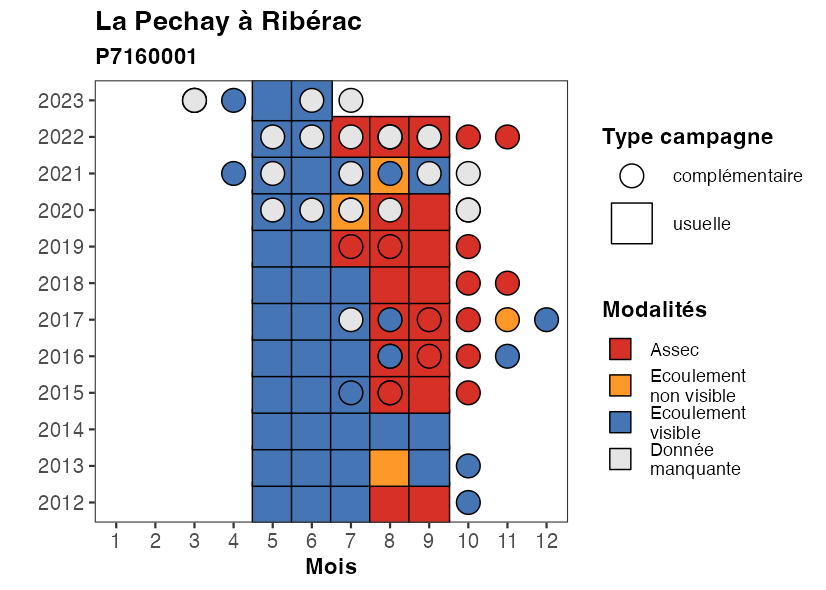 La Pechay à Ribérac
P7160001
2023
2022
2021
2020
2019
2018
2017
2016
2015
2014
2013
2012
1 2 3 4 5 6 7 8 9 10 11 12
Mois
Type campagne
complémentaire
usuelle
Modalités
Assec
Ecoulement
non visible
Ecoulement
visible
Donnée
manquante